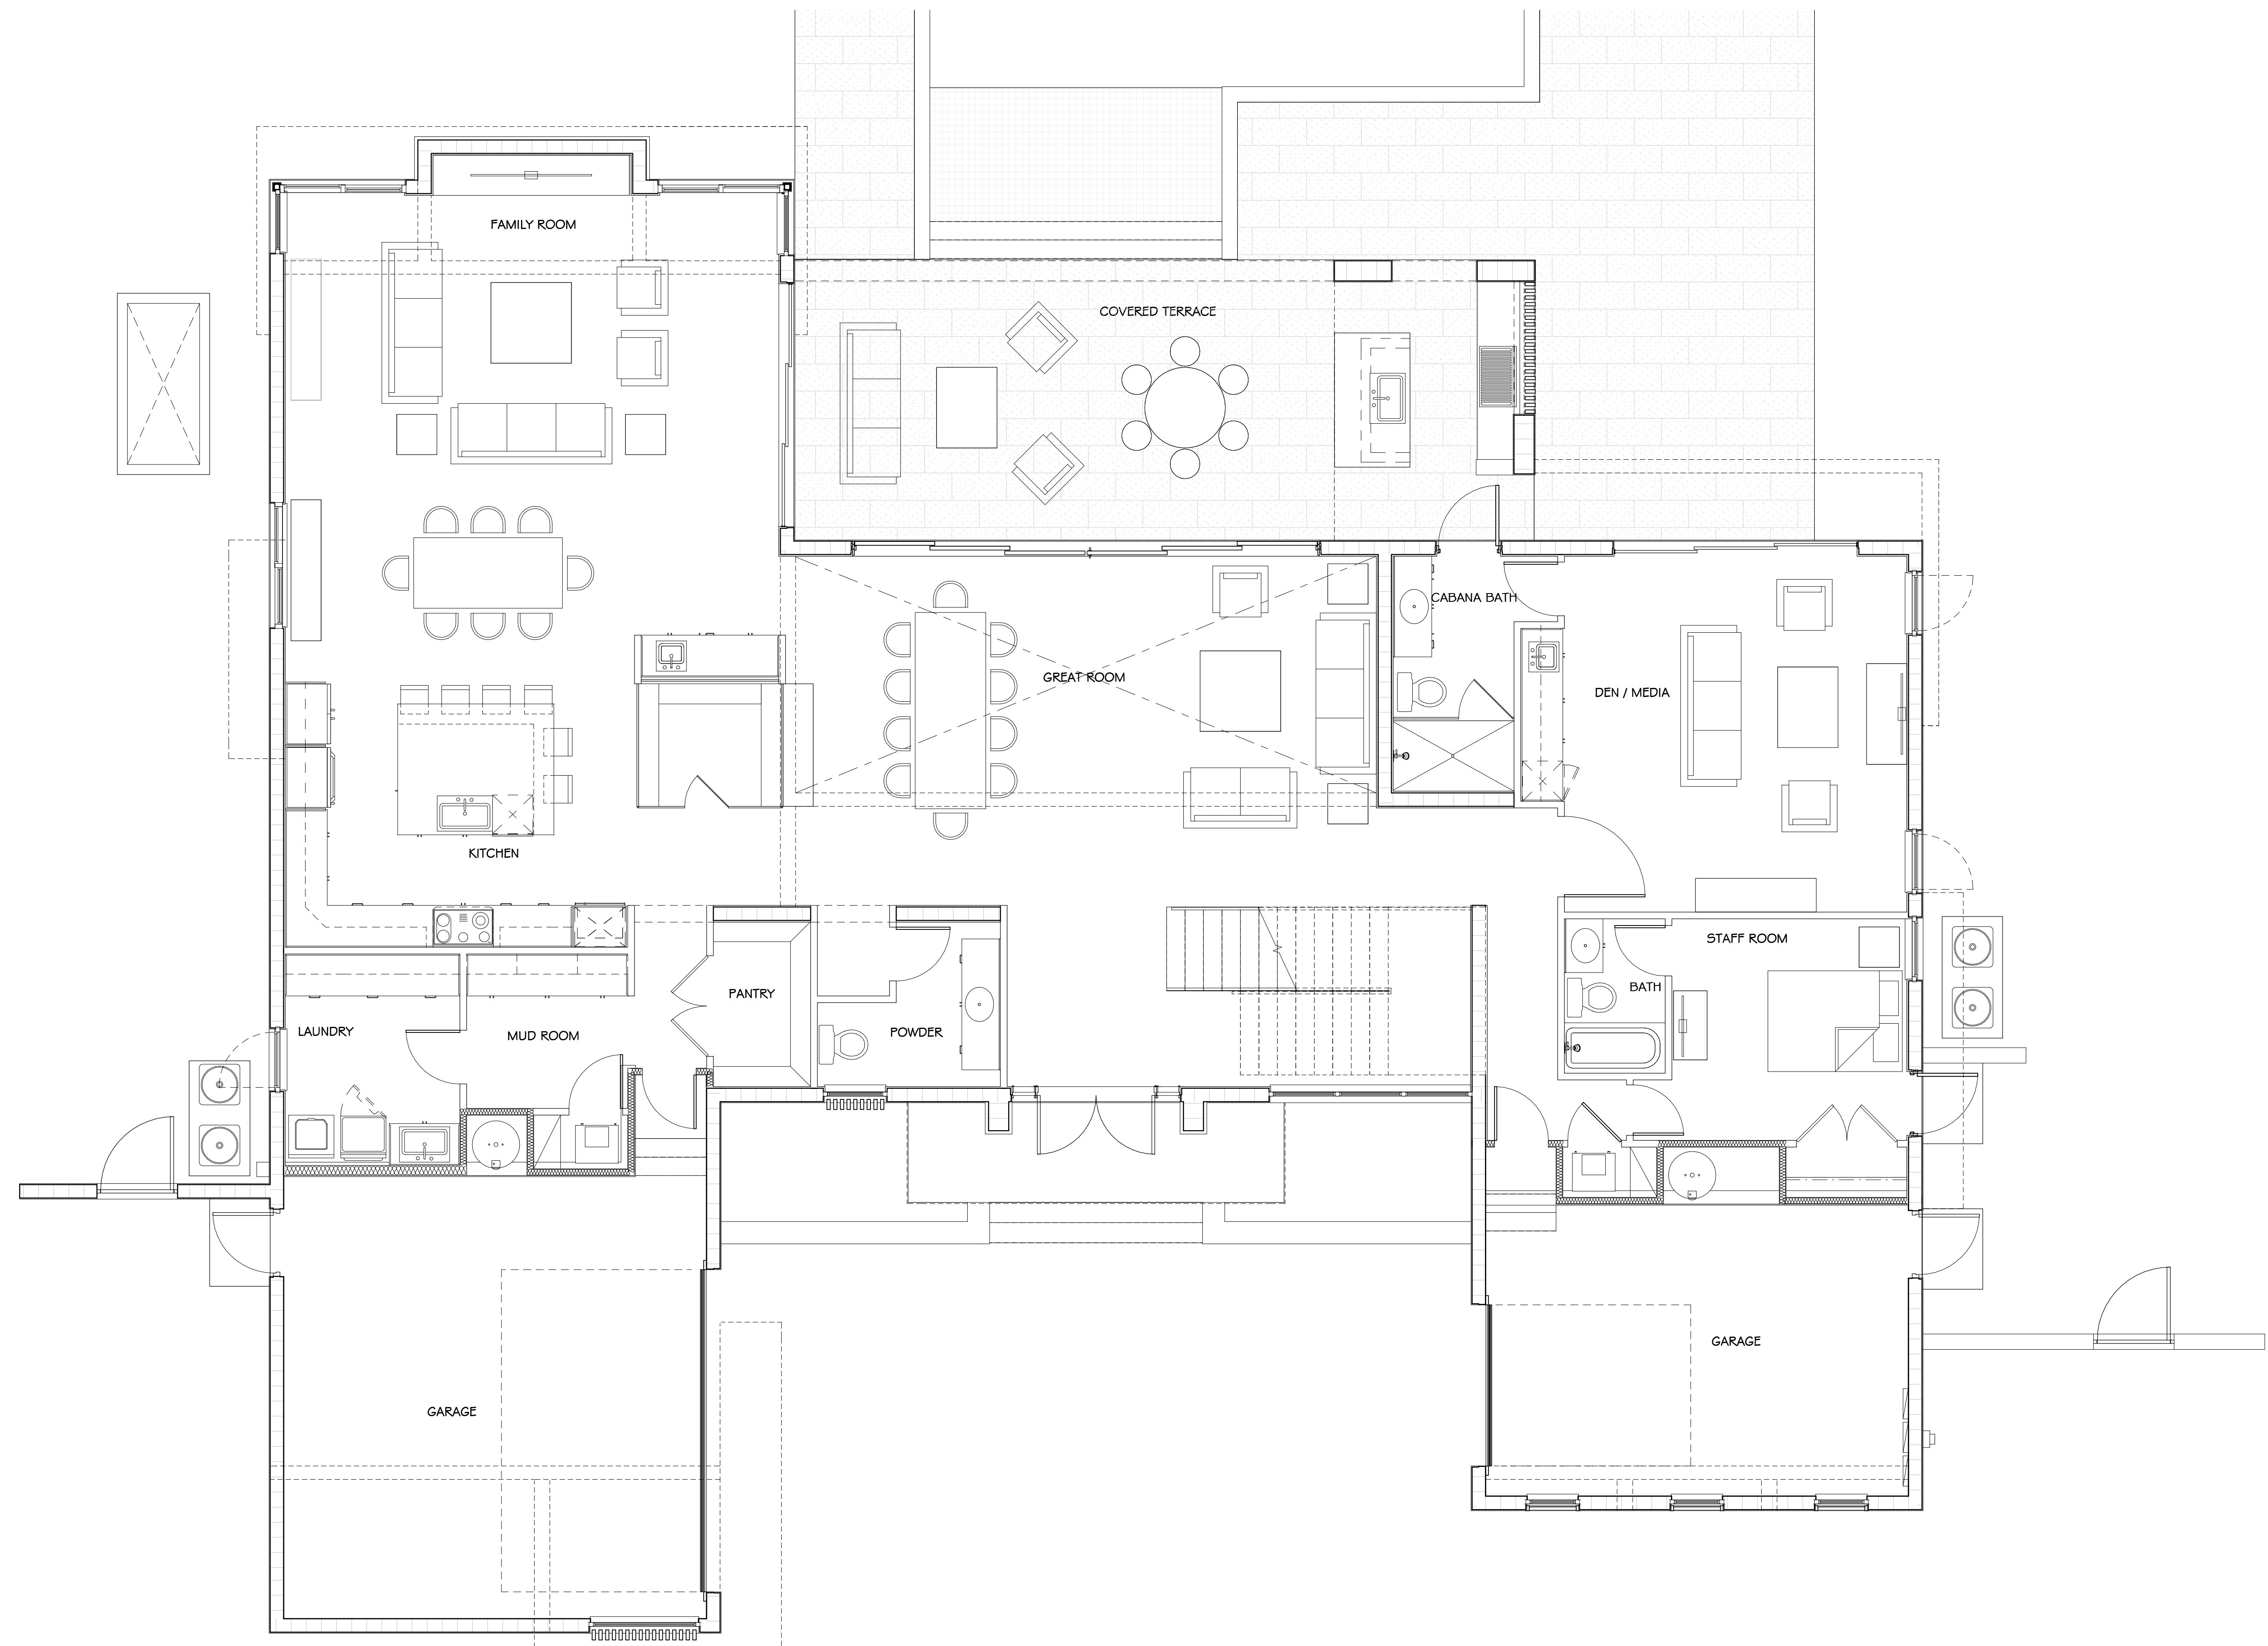 FAMILY ROOM
COVERED TERRACE
CABANA BATH
GREAT ROOM
DEN / MEDIA
KITCHEN
STAFF ROOM
BATH
PANTRY
LAUNDRY
MUD ROOM
POWDER
GARAGE
GARAGE